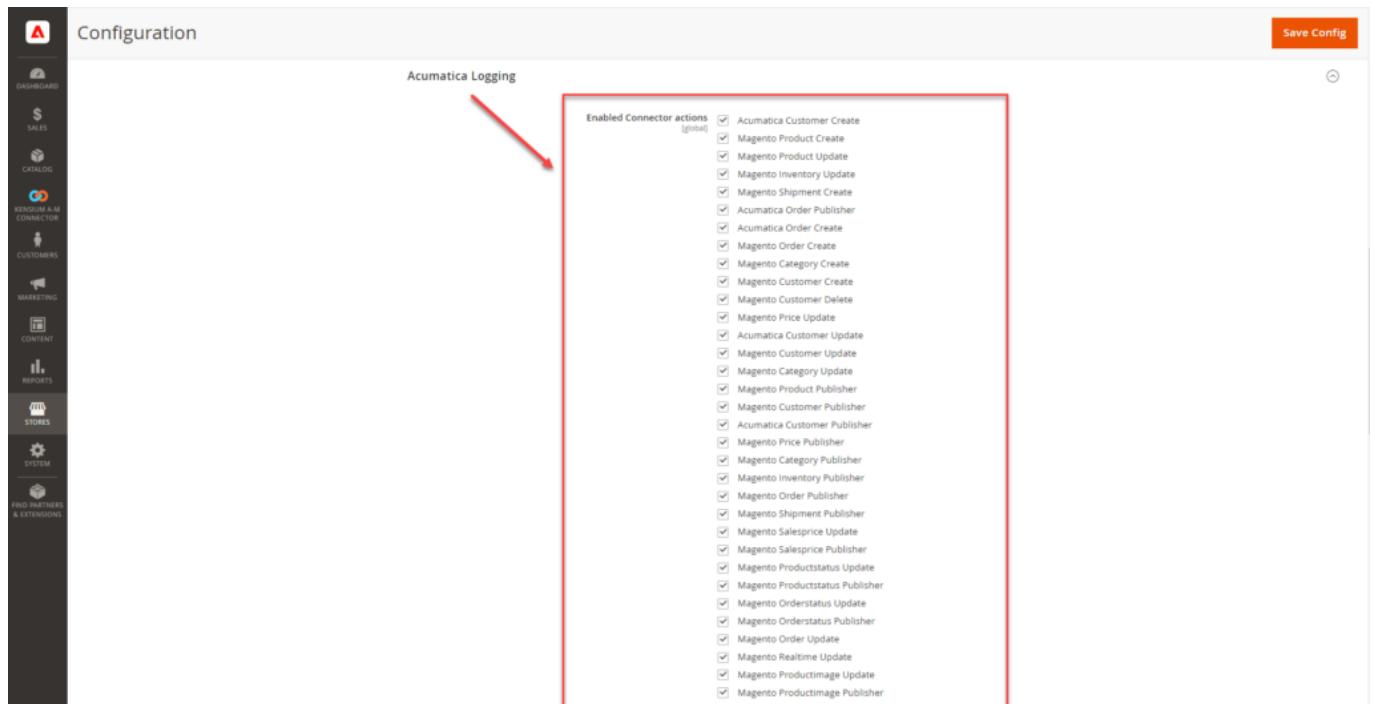 Configuration
Save Config
DASHBOARD
SALES
CATALOG
KENSIUM A-M
CONNECTOR
CUSTOMERS
MARKETING
CONTENT
REPORTS
STORES
SYSTEM
FIND PARTNERS
& EXTENSIONS
Acumatica Logging
Enabled Connector actions
[global]
Acumatica Customer Create
Magento Product Create
Magento Product Update
Magento Inventory Update
Magento Shipment Create
Acumatica Order Publisher
Acumatica Order Create
Magento Order Create
Magento Category Create
Magento Customer Create
Magento Customer Delete
Magento Price Update
Acumatica Customer Update
Magento Customer Update
Magento Category Update
Magento Product Publisher
Magento Customer Publisher
Acumatica Customer Publisher
Magento Price Publisher
Magento Category Publisher
Magento Inventory Publisher
Magento Order Publisher
Magento Shipment Publisher
Magento Salesprice Update
Magento Salesprice Publisher
Magento Productstatus Update
Magento Productstatus Publisher
Magento Orderstatus Update
Magento Orderstatus Publisher
Magento Order Update
Magento Realtime Update
Magento Productimage Update
Magento Productimage Publisher